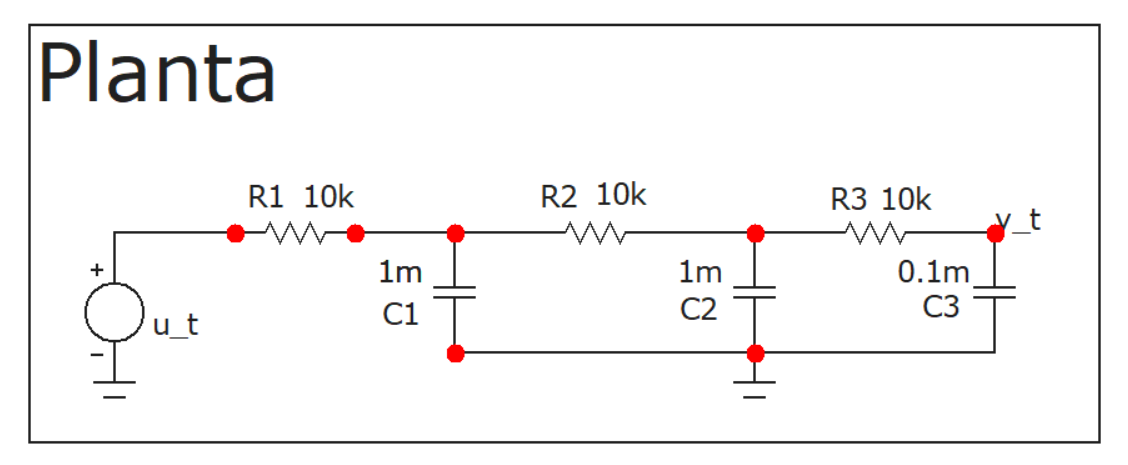 Planta
R1 10k
R2 10k
R3 10k
y_t
+
1m
1m
0.1m
C1
C2
C3
u_t
-